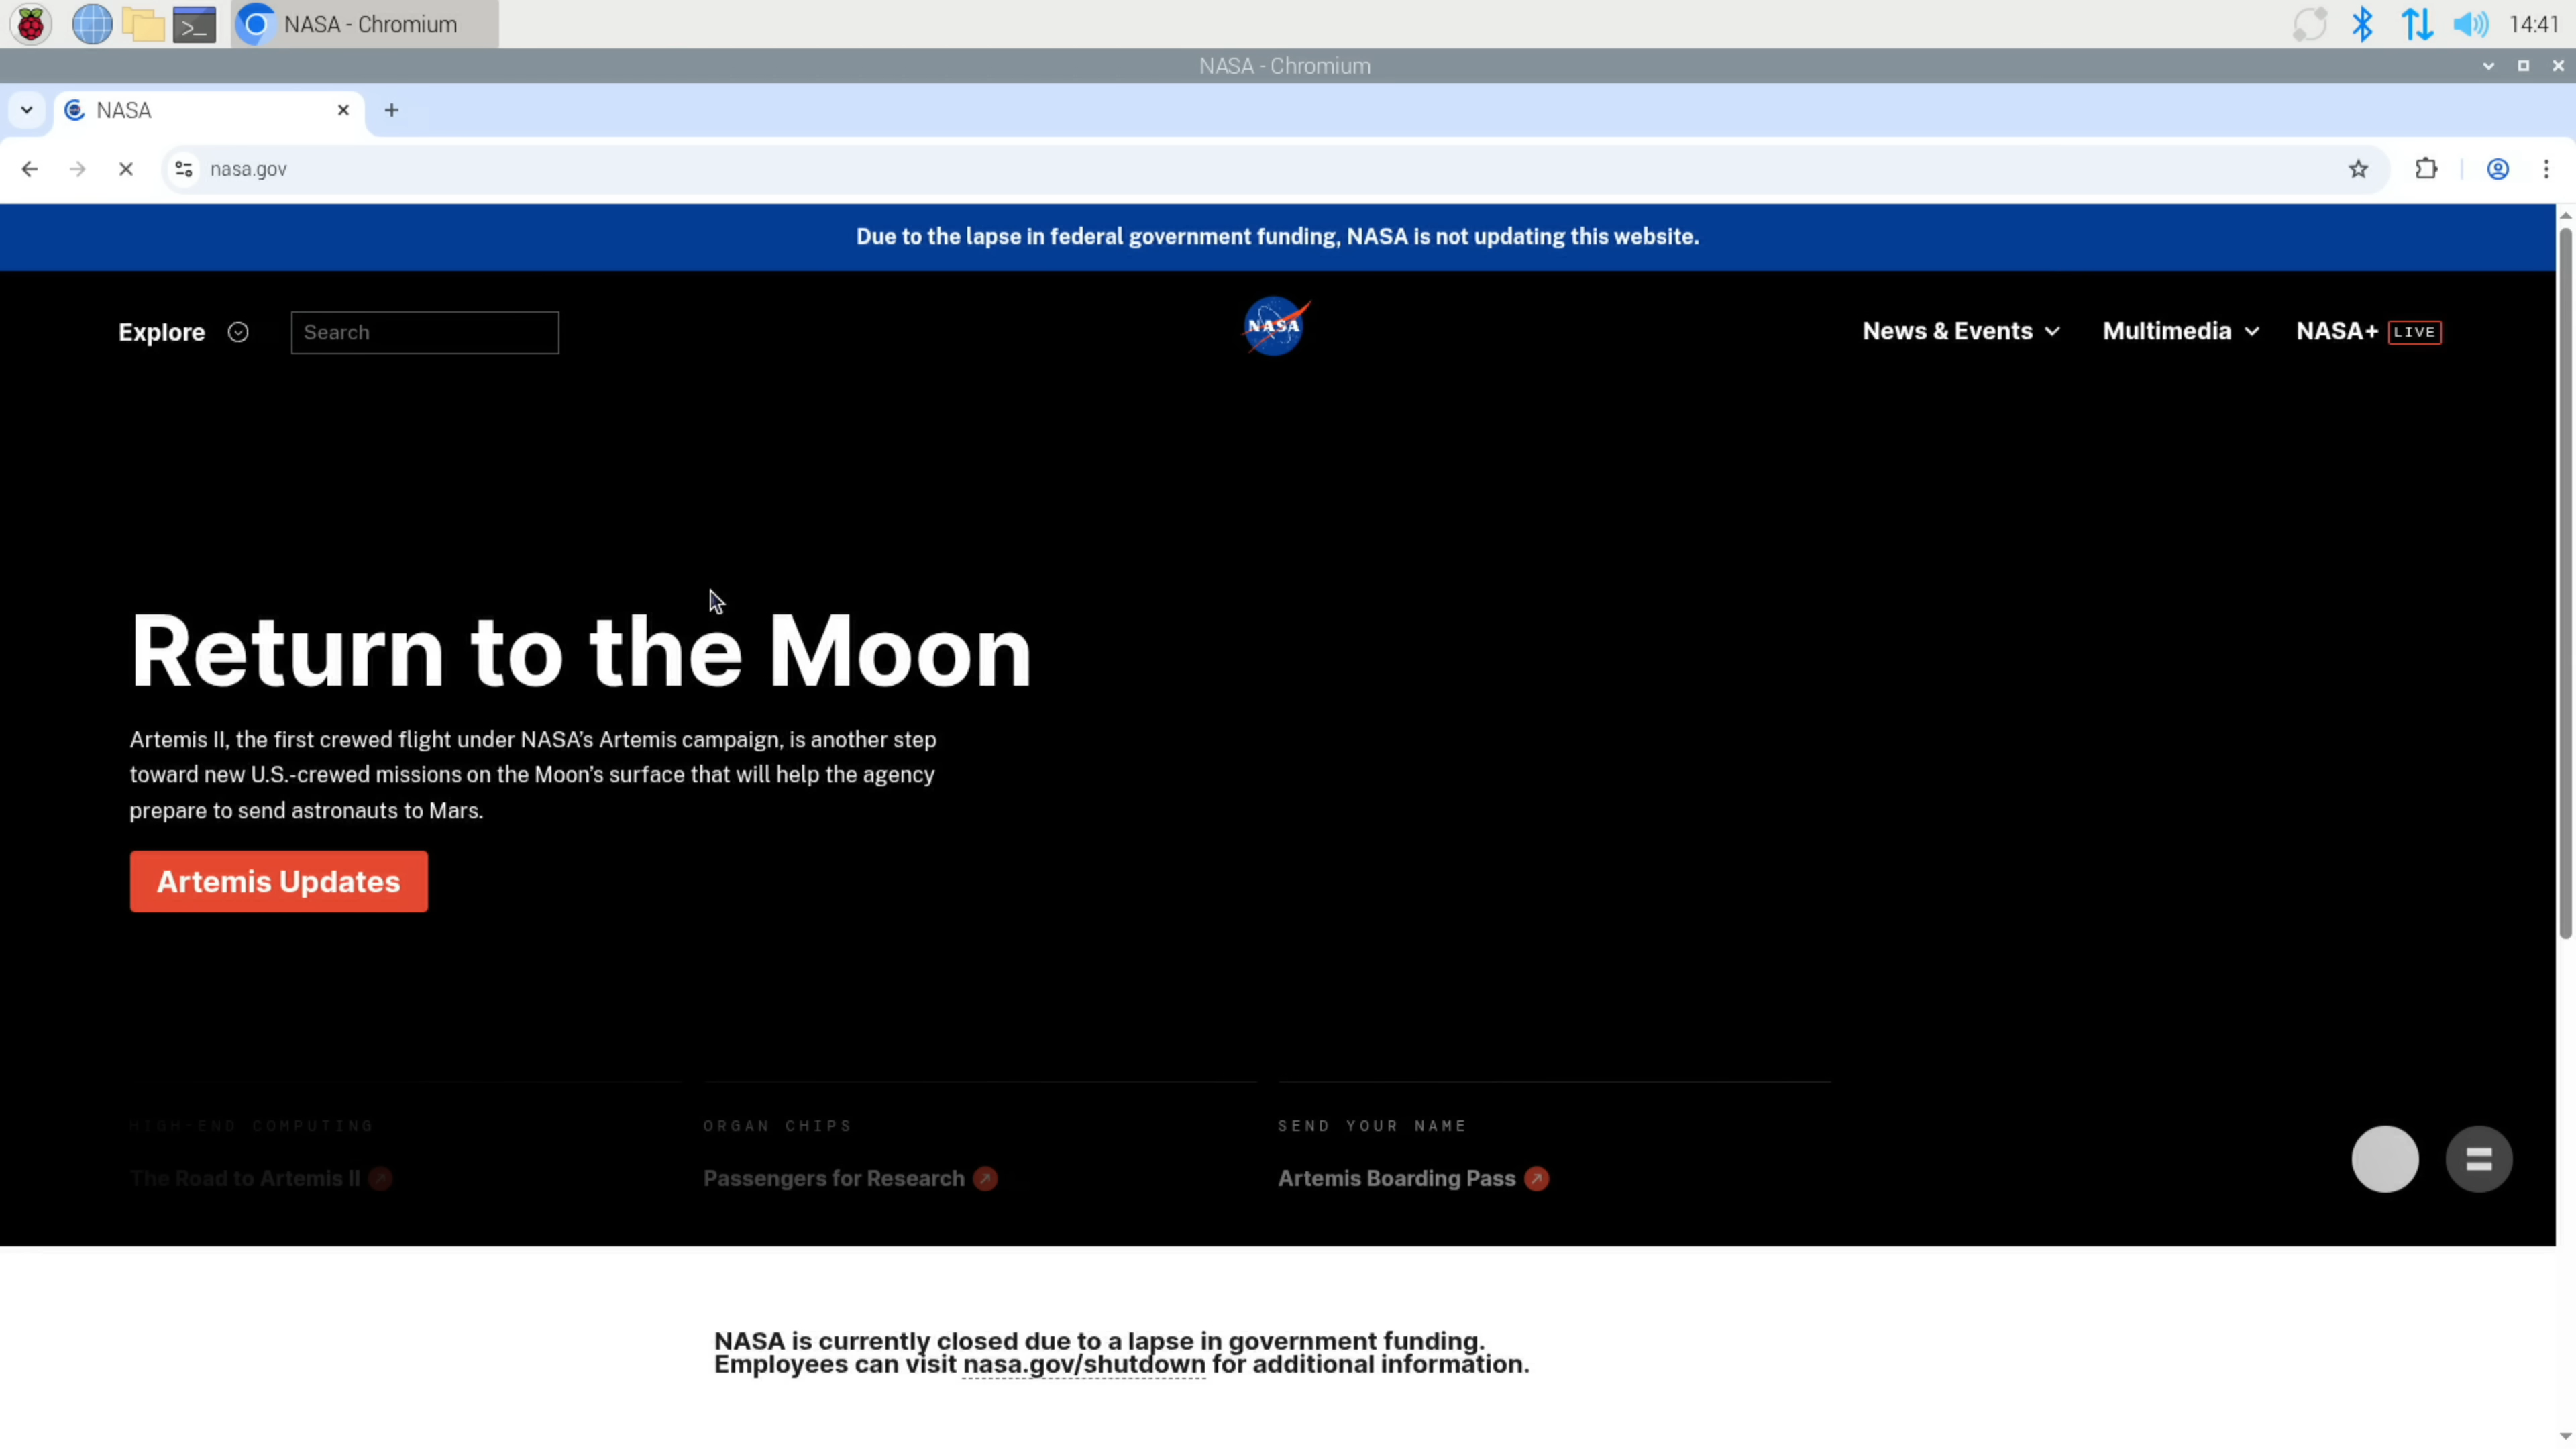 NASA - Chromium
14:41
NASA - Chromium
NASA
nasa.gov
Due to the lapse in federal government funding, NASA is not updating this website.
Explore
Search
NASA
News & Events
Multimedia
NASA+ LIVE
Return to the Moon
Artemis II, the first crewed flight under NASA's Artemis campaign, is another step
toward new U.S.-crewed missions on the Moon's surface that will help the agency
prepare to send astronauts to Mars.
Artemis Updates
HIGH-END COMPUTING
The Road to Artemis II
ORGAN CHIPS
Passengers for Research
SEND YOUR NAME
Artemis Boarding Pass
NASA is currently closed due to a lapse in government funding.
Employees can visit nasa.gov/shutdown for additional information.